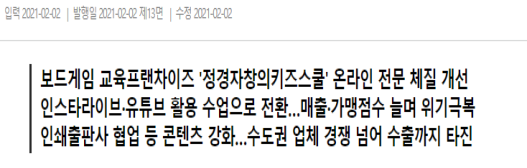 입력 2021-02-02 | 발행일 2021-02-02 제13면 | 수정 2021-02-02
보드게임 교육프랜차이즈 '정경자창의키즈스쿨' 온라인 전문 체질 개선
인스타라이브·유튜브 활용 수업으로 전환...매출·가맹점수 늘며 위기극복
인쇄출판사 협업 등 콘텐츠 강화...수도권 업체 경쟁 넘어 수출까지 타진